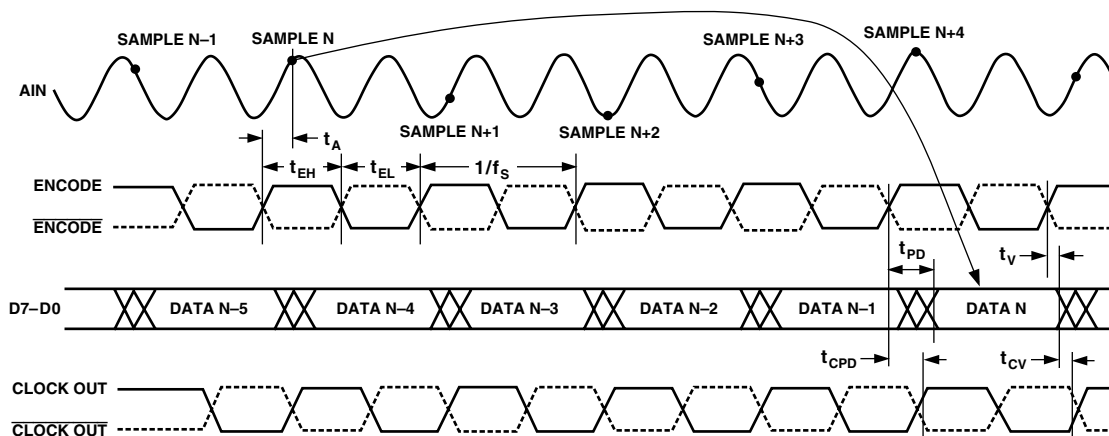 SAMPLE N–1
SAMPLE N
SAMPLE N+3
SAMPLE N+4
AIN
SAMPLE N+1
SAMPLE N+2
tA
tEH
tEL
1/fS
ENCODE
ENCODE
tPD
tV
D7–D0
DATA N–5
DATA N–4
DATA N–3
DATA N–2
DATA N–1
DATA N
tCPD
tCV
CLOCK OUT
CLOCK OUT